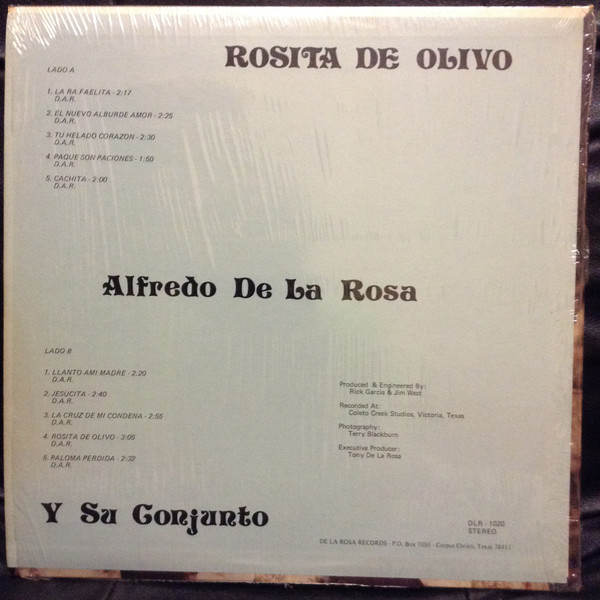 ROSITA DE OLIVO
LADO A
1. LA RA FAELITA - 2:17
D.A.R.
2. EL NUEVO ALBURDE AMOR - 2:25
D.A.R.
3. TU HELADO CORAZON - 2:30
D.A.R.
4. PAQUE SON PACIONES - 1:50
D.A.R.
5. CACHITA - 2:00
D.A.R.
Alfredo De La Rosa
LADO B
1. LLANTO AMI MADRE - 2:20
D.A.R.
2. JESUCITA - 2:40
D.A.R.
3. LA CRUZ DE MI CONDENA - 2:55
D.A.R.
4. ROSITA DE OLIVO - 3:05
D.A.R.
5. PALOMA PERDIDA - 2:32
D.A.R.
Produced & Engineered By:
Rick Garcia & Jim West
Recorded At:
Coleto Creek Studios, Victoria, Texas
Photography:
Terry Blackburn
Executive Producer:
Tony De La Rosa
Y Su Conjunto
DLR - 1020
STEREO
DE LA ROSA RECORDS - P.O. Box - Corpus Christi, Texas